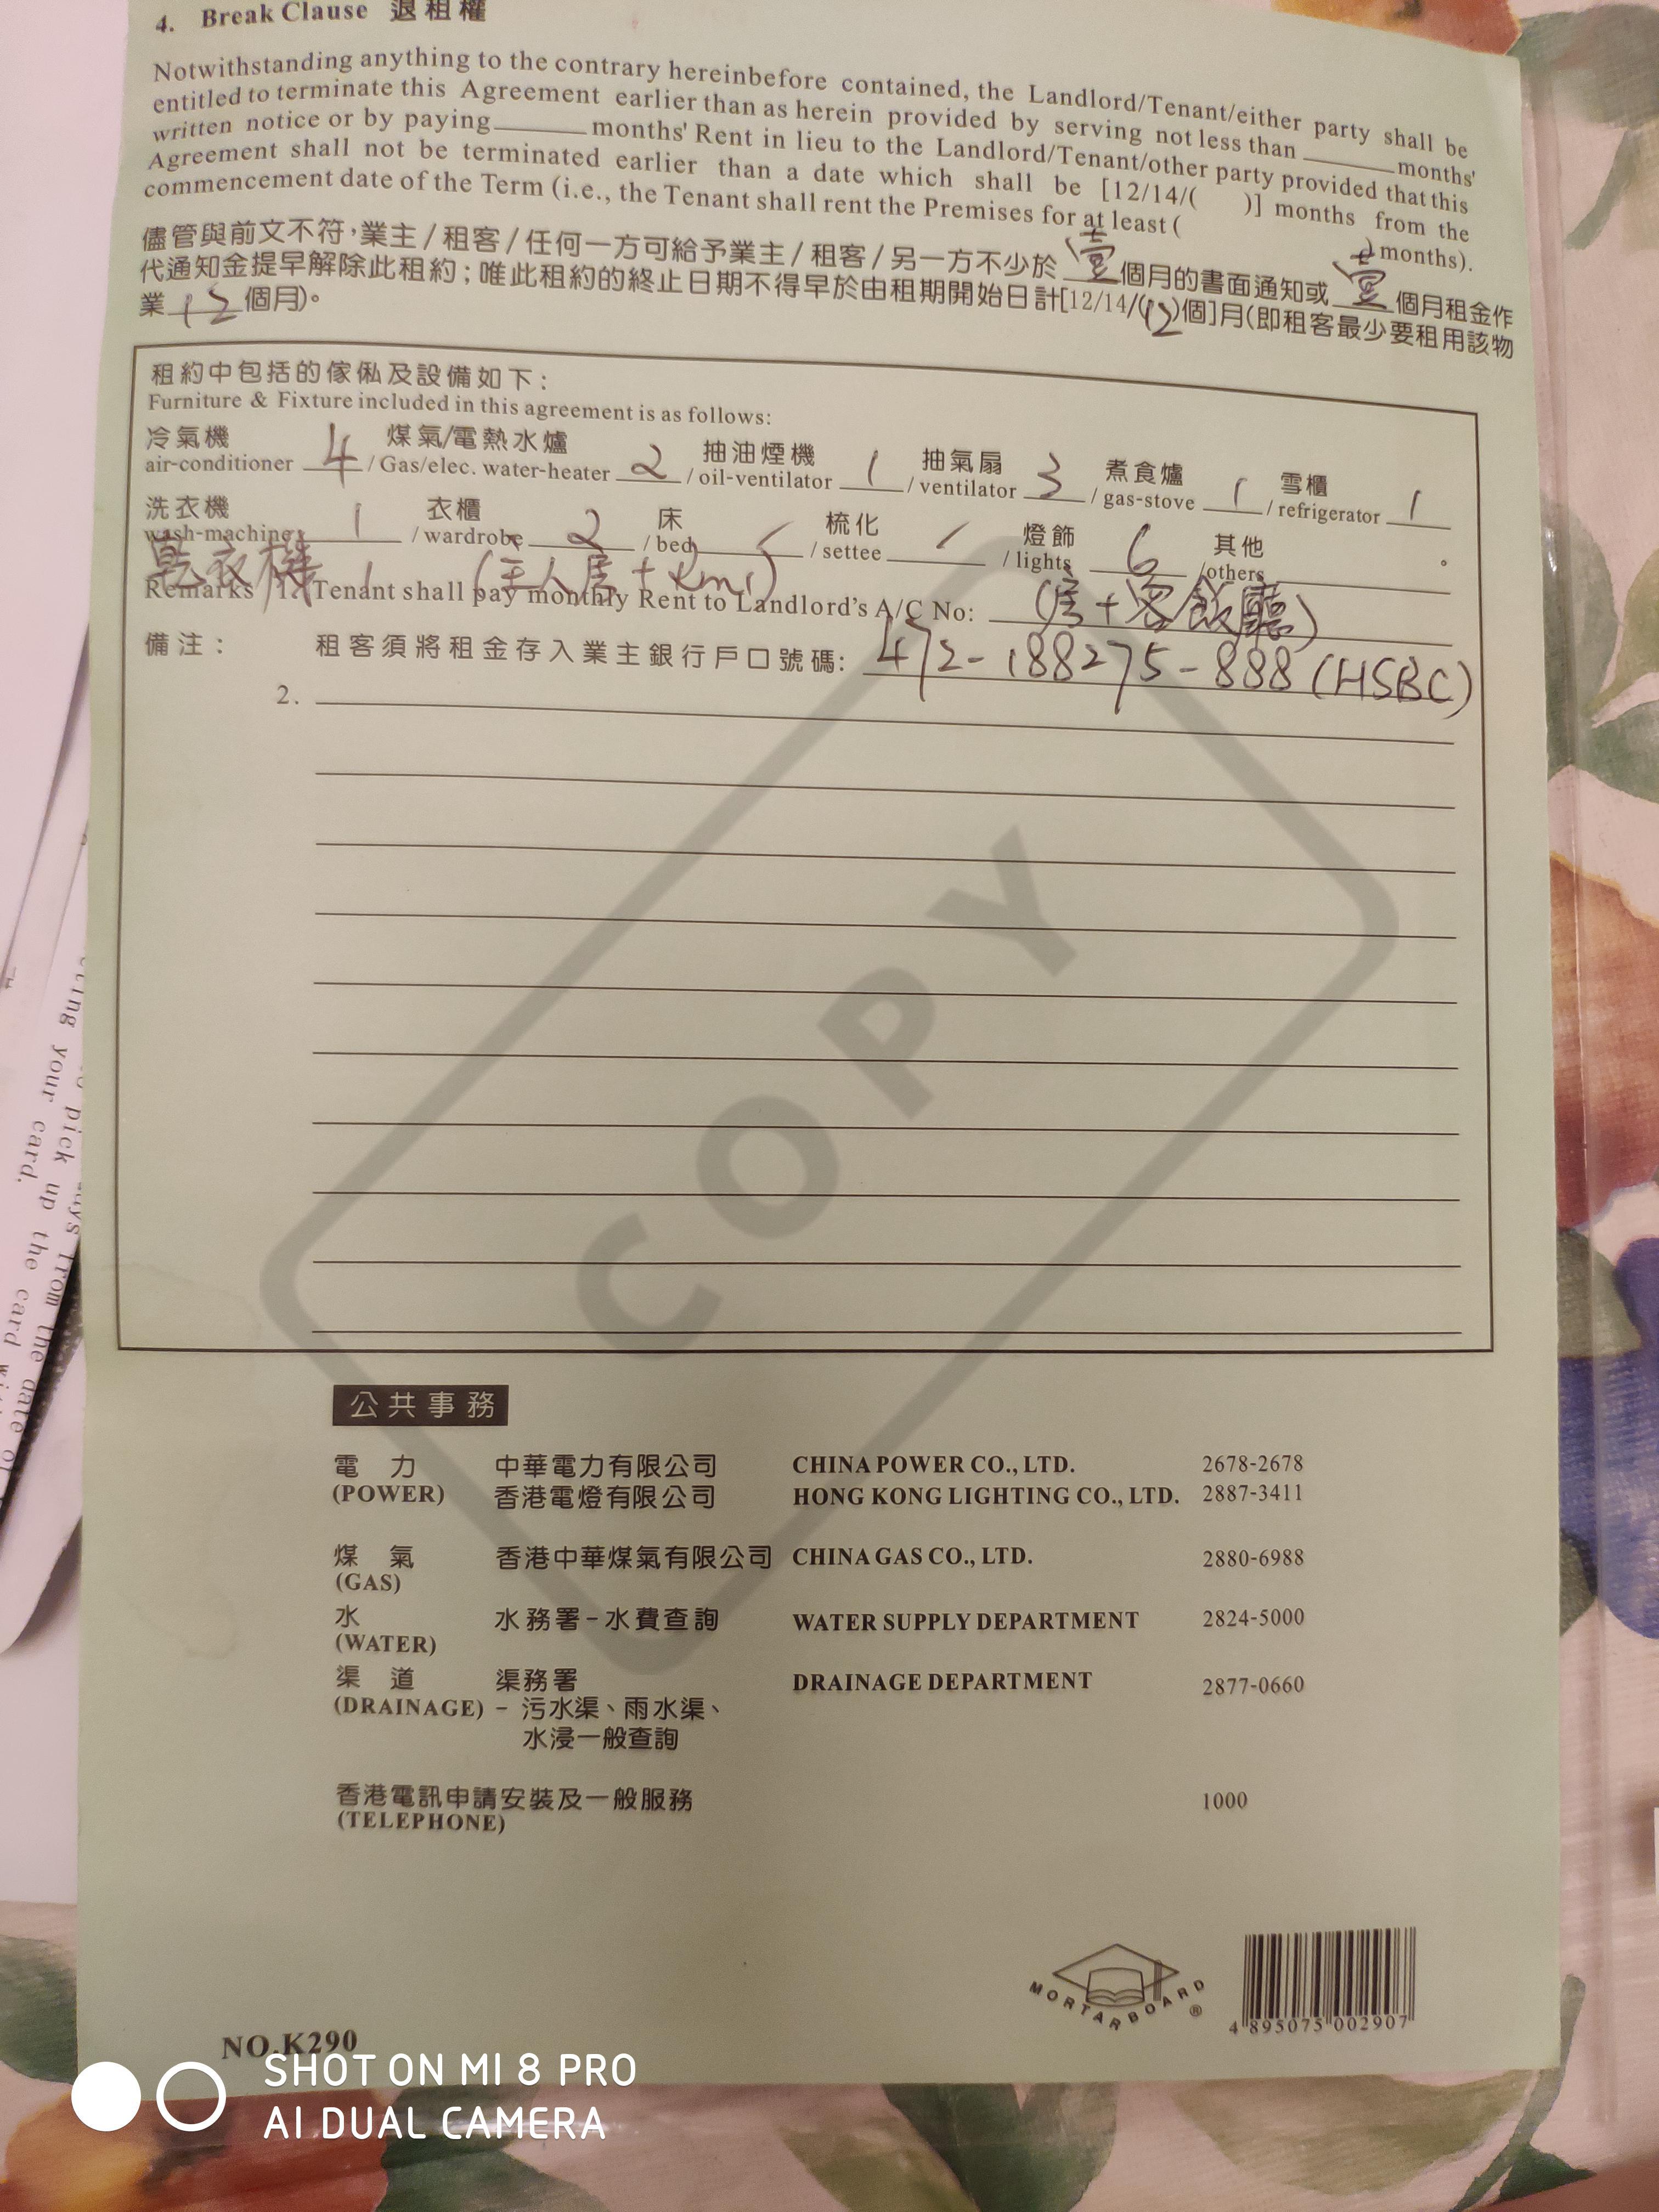 4. Break Clause 退租權
Notwithstanding anything to the contrary hereinbefore contained, the Landlord/Tenant/either party shall be
entitled to terminate this Agreement earlier than as herein provided by serving not less than ______ months'
written notice or by paying ______ months' Rent in lieu to the Landlord/Tenant/other party provided that this
Agreement shall not be terminated earlier than a date which shall be [12/14/( )] months from the
commencement date of the Term (i.e., the Tenant shall rent the Premises for at least ( ) months).
儘管與前文不符，業主/租客/任何一方可給予業主/租客/另一方不少於 壹 個月的書面通知或 壹 個月租金作
代通知金提早解除此租約；唯此租約的終止日期不得早於由租期開始日計[12/14/(12)個]月(即租客最少要租用該物
業 12 個月)。
租約中包括的傢俬及設備如下：
Furniture & Fixture included in this agreement is as follows:
冷氣機 煤氣/電熱水爐 抽油煙機 抽氣扇 煮食爐 雪櫃
air-conditioner 4 / Gas/elec. water-heater 2 / oil-ventilator 1 / ventilator 3 / gas-stove 1 / refrigerator 1
洗衣機 衣櫃 床 梳化 燈飾 其他
wash-machine 1 / wardrobe 2 / bed / settee / lights 6 /others 。
乾衣機 1 (主人房+ (房+客飯廳)
Remarks 1. Tenant shall pay monthly Rent to Landlord's A/C No:
備注： 租客須將租金存入業主銀行戶口號碼: 472-188275-888 (HSBC)
2.
COPY
公共事務
電力 中華電力有限公司 CHINA POWER CO., LTD. 2678-2678
(POWER) 香港電燈有限公司 HONG KONG LIGHTING CO., LTD. 2887-3411
煤氣 香港中華煤氣有限公司 CHINA GAS CO., LTD. 2880-6988
(GAS)
水 水務署-水費查詢 WATER SUPPLY DEPARTMENT 2824-5000
(WATER)
渠道 渠務署 DRAINAGE DEPARTMENT 2877-0660
(DRAINAGE) - 污水渠、雨水渠、
水浸一般查詢
香港電訊申請安裝及一般服務 1000
(TELEPHONE)
MORTARBOARD ®
4 895075 002907
NO.K290
SHOT ON MI 8 PRO
AI DUAL CAMERA
pick up
your card.
the card
from the date of